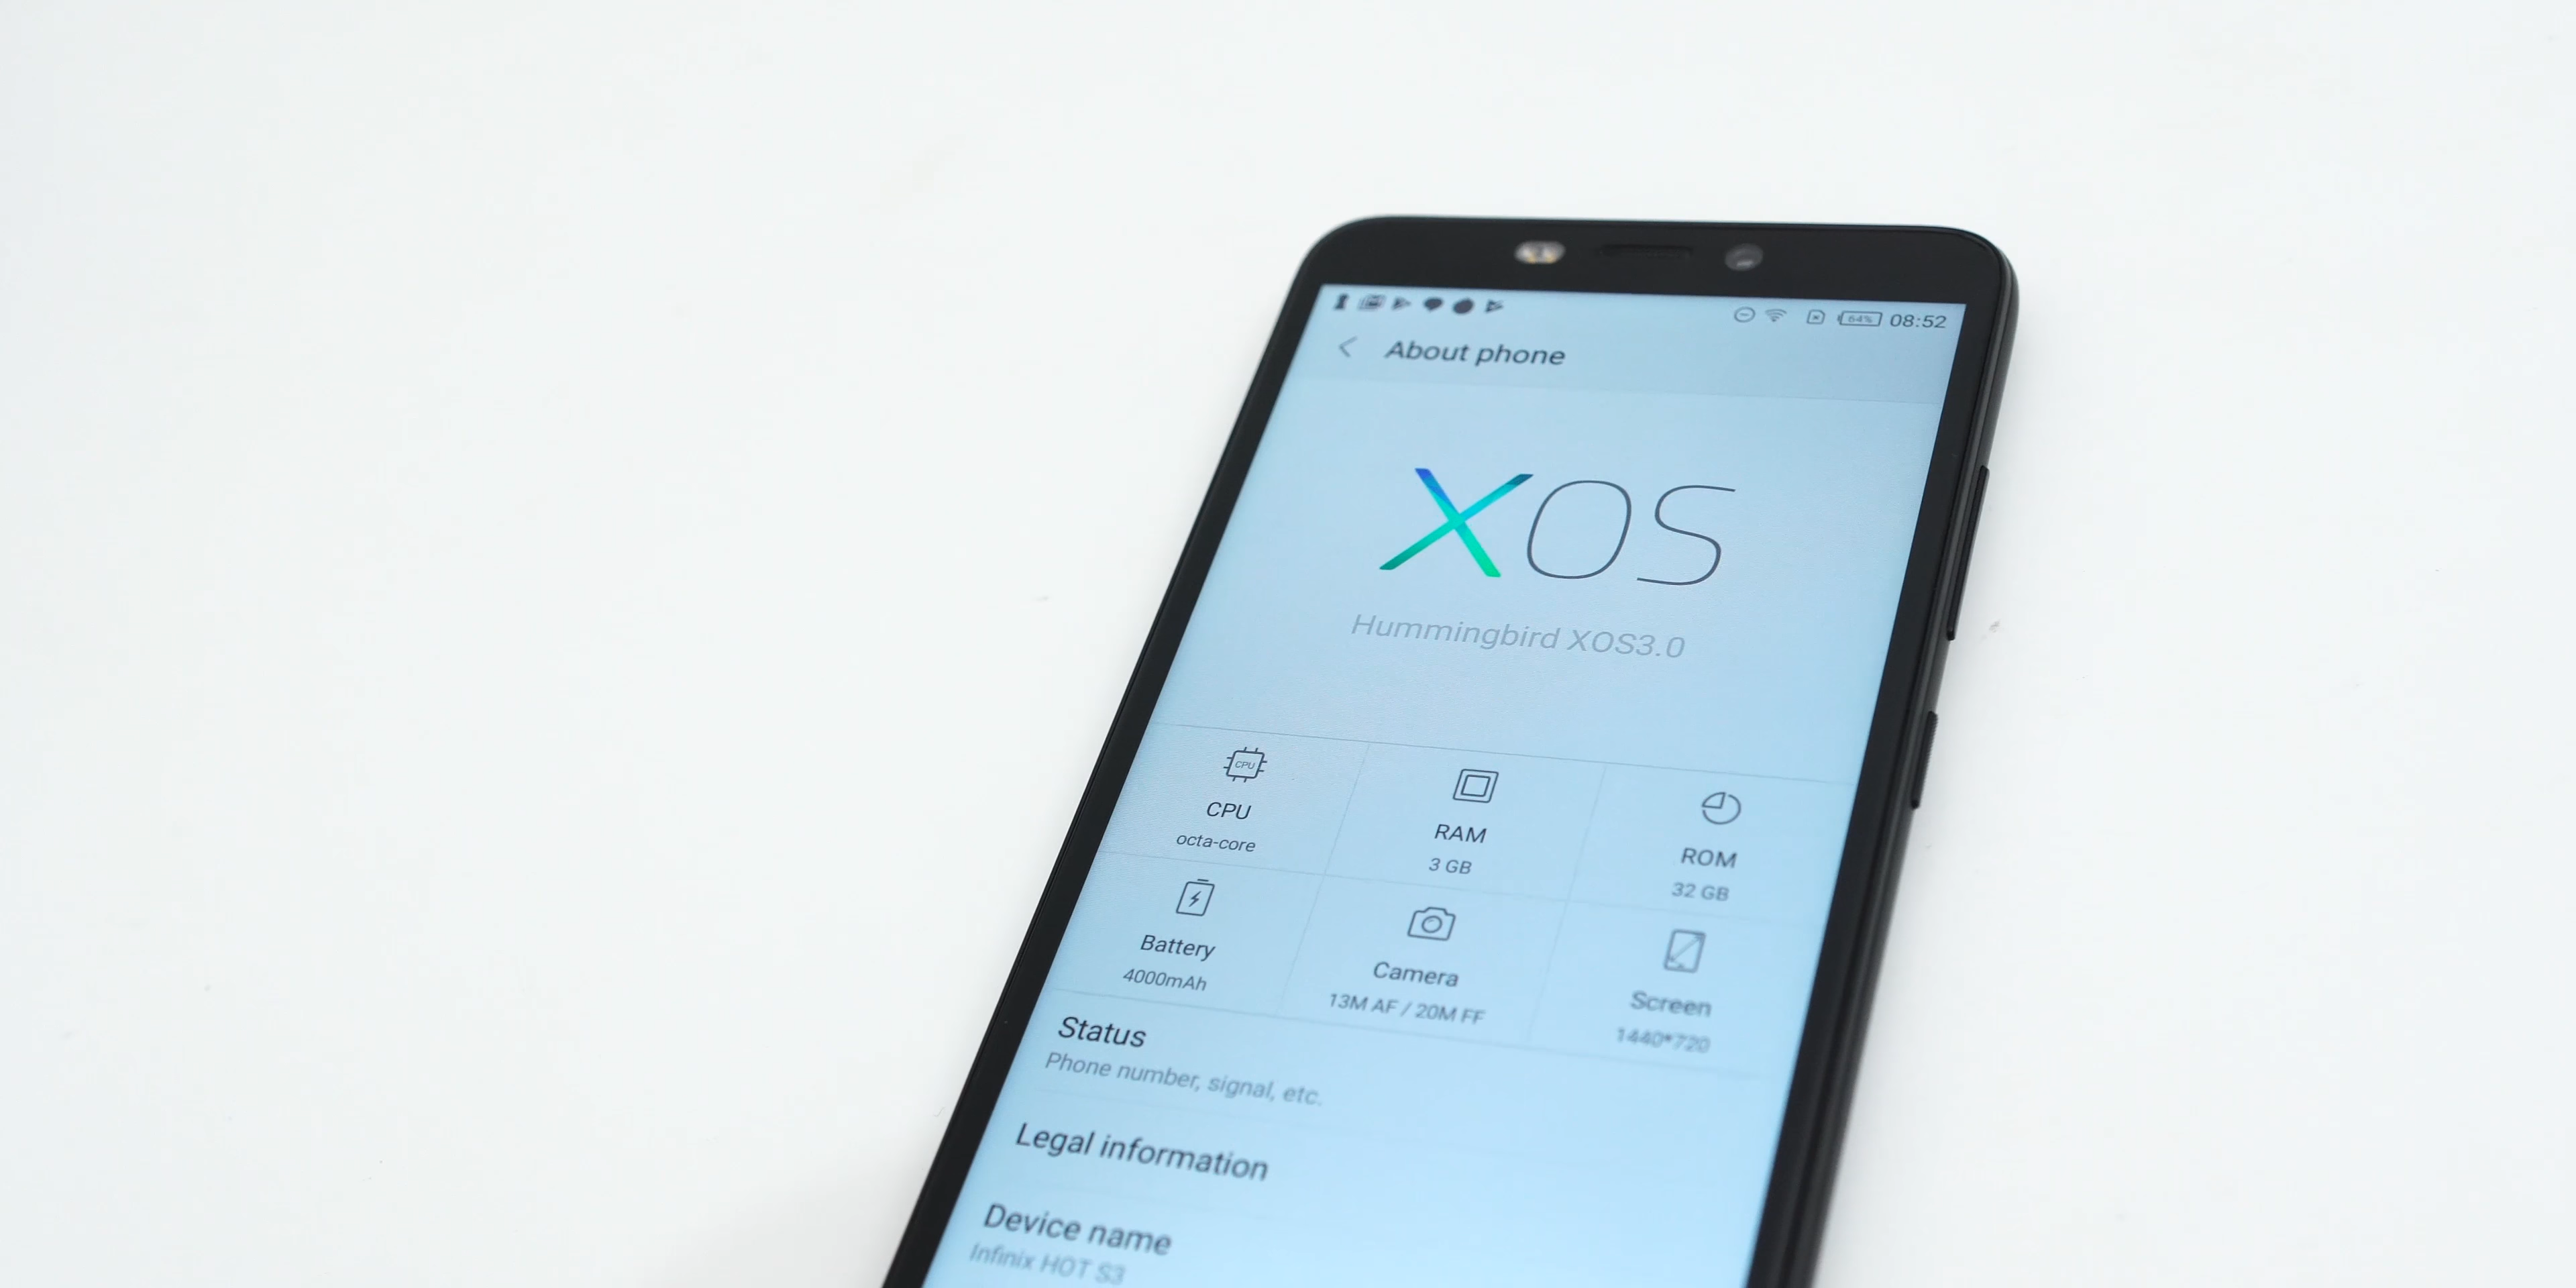 64% 08:52
About phone
XOS
Hummingbird XOS3.0
CPU
CPU
octa-core
RAM
3 GB
ROM
32 GB
Battery
4000mAh
Camera
13M AF / 20M FF
Screen
1440*720
Status
Phone number, signal, etc.
Legal information
Device name
Infinix HOT S3